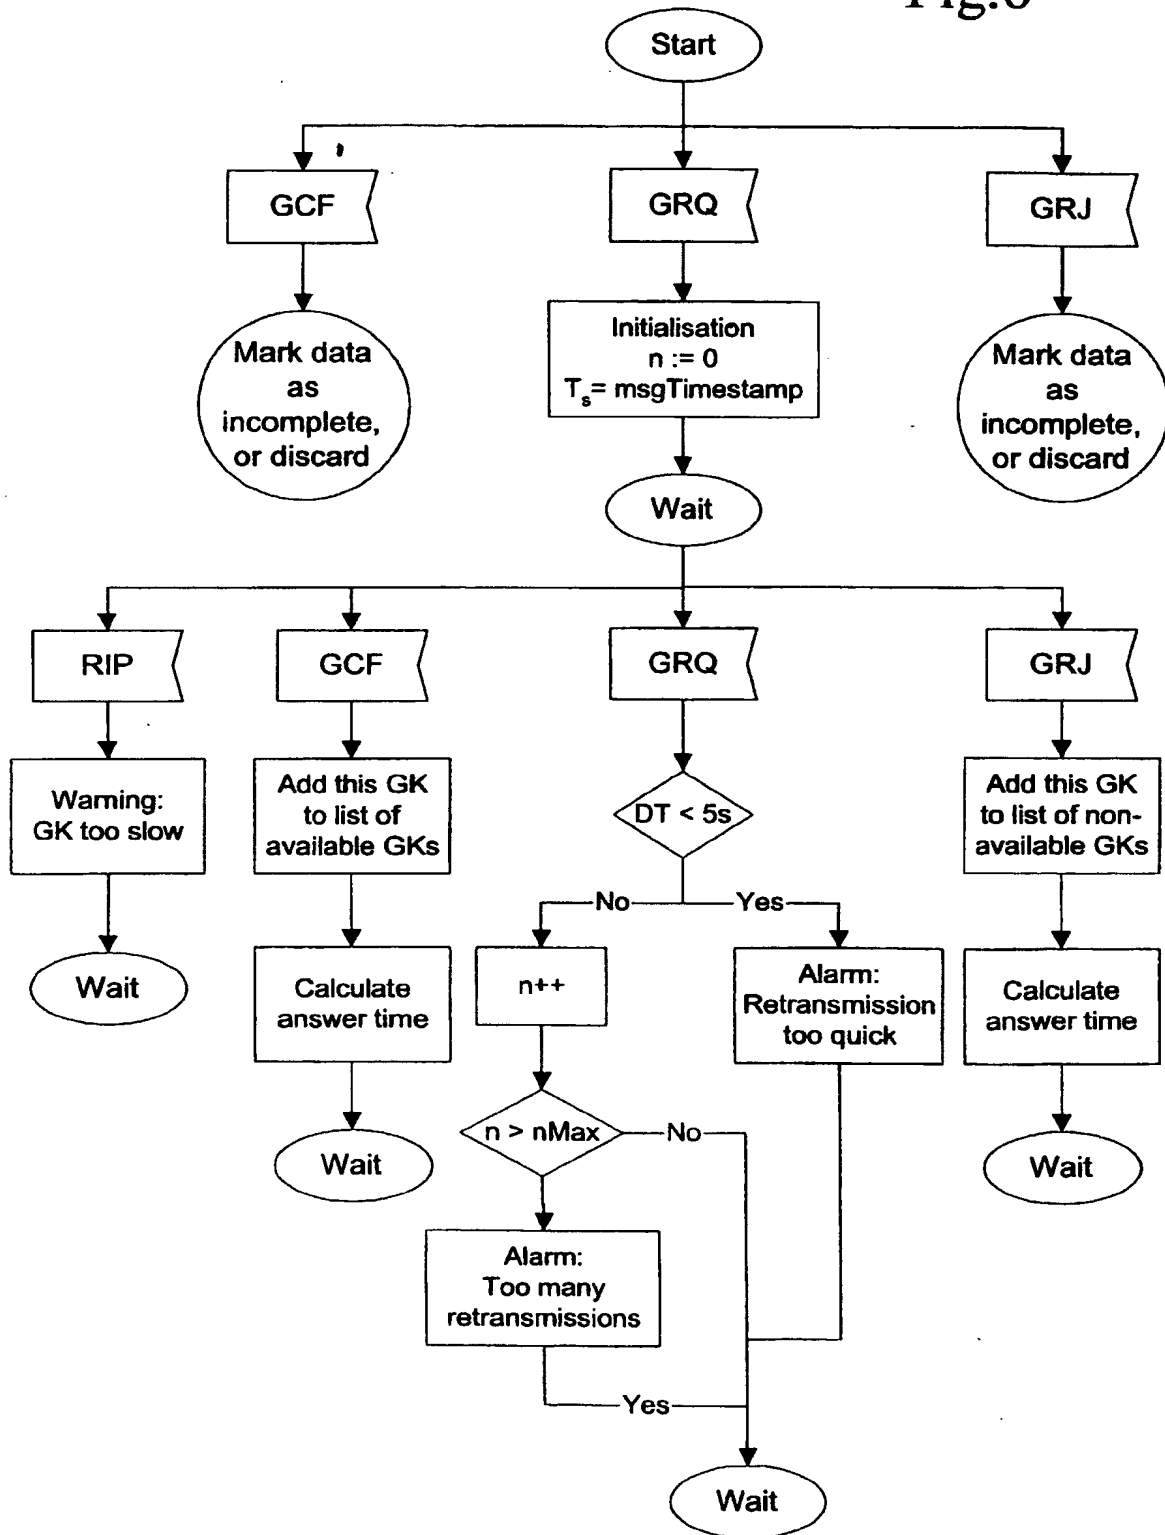 Start
GCF
GRQ
GRJ
Mark data
as
incomplete,
or discard
Initialisation
n := 0
Ts= msgTimestamp
Mark data
as
incomplete,
or discard
Wait
RIP
GCF
GRQ
GRJ
Warning:
GK too slow
Add this GK
to list of
available GKs
DT < 5s
Add this GK
to list of non-
available GKs
No
Yes
Wait
Calculate
answer time
n++
Alarm:
Retransmission
too quick
Calculate
answer time
n > nMax
No
Wait
Wait
Alarm:
Too many
retransmissions
Yes
Wait